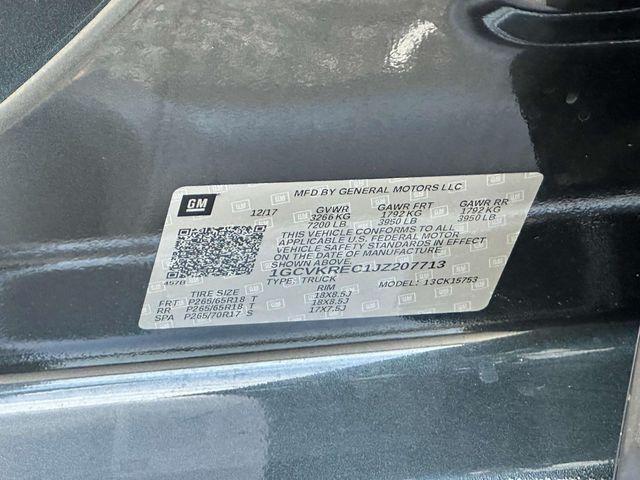 MFD BY GENERAL MOTORS LLC
GM
12/17 GVWR GAWR FRT GAWR RR
3266 KG 1792 KG 1792 KG
7200 LB 3950 LB 3950 LB
THIS VEHICLE CONFORMS TO ALL
APPLICABLE U.S. FEDERAL MOTOR
VEHICLE SAFETY STANDARDS IN EFFECT
ON THE DATE OF MANUFACTURE
SHOWN ABOVE.
1GCVKREC1JZ207713
TYPE: TRUCK MODEL: 13CK15753
TIRE SIZE RIM
FRT P265/65R18 T 18X8.5J
RR P265/65R18 T 18X8.5J
SPA P265/70R17 S 17X7.5J